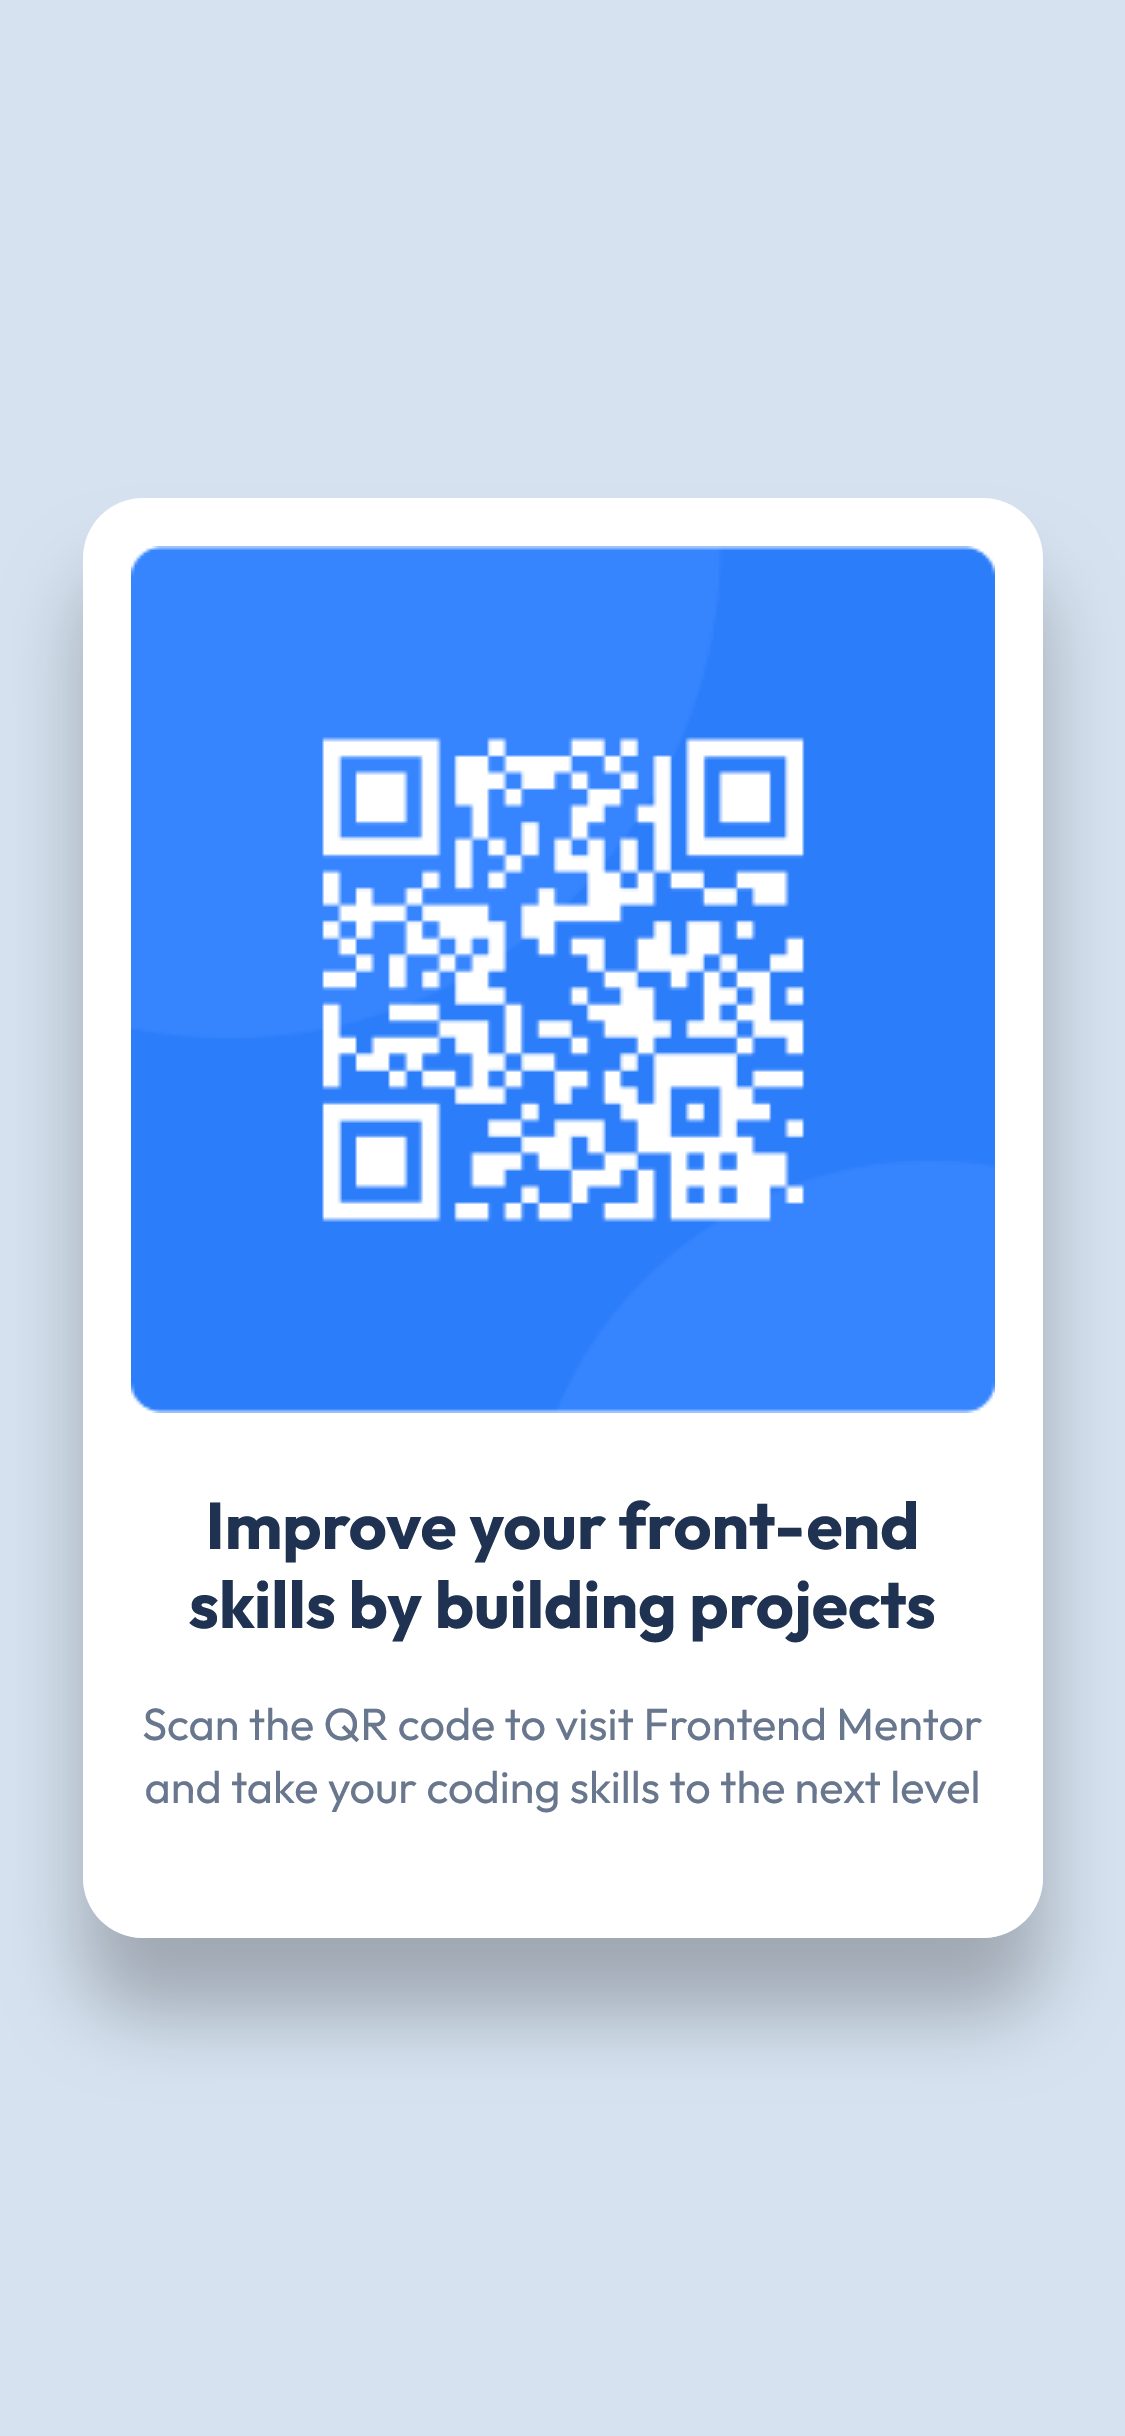 Improve your front-end
skills by building projects
Scan the QR code to visit Frontend Mentor
and take your coding skills to the next level